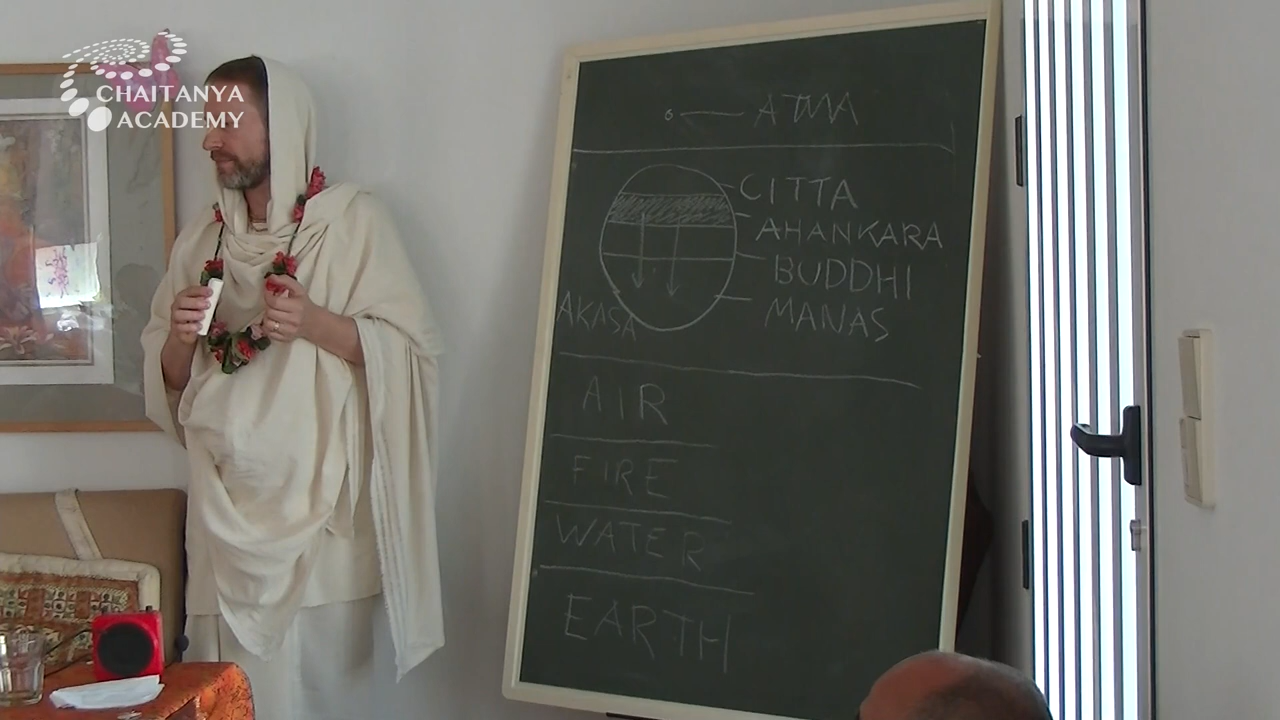 CHAITANYA
ACADEMY
ATMA
CITTA
AHANKARA
BUDDHI
MANAS
AKASA
AIR
FIRE
WATER
EARTH